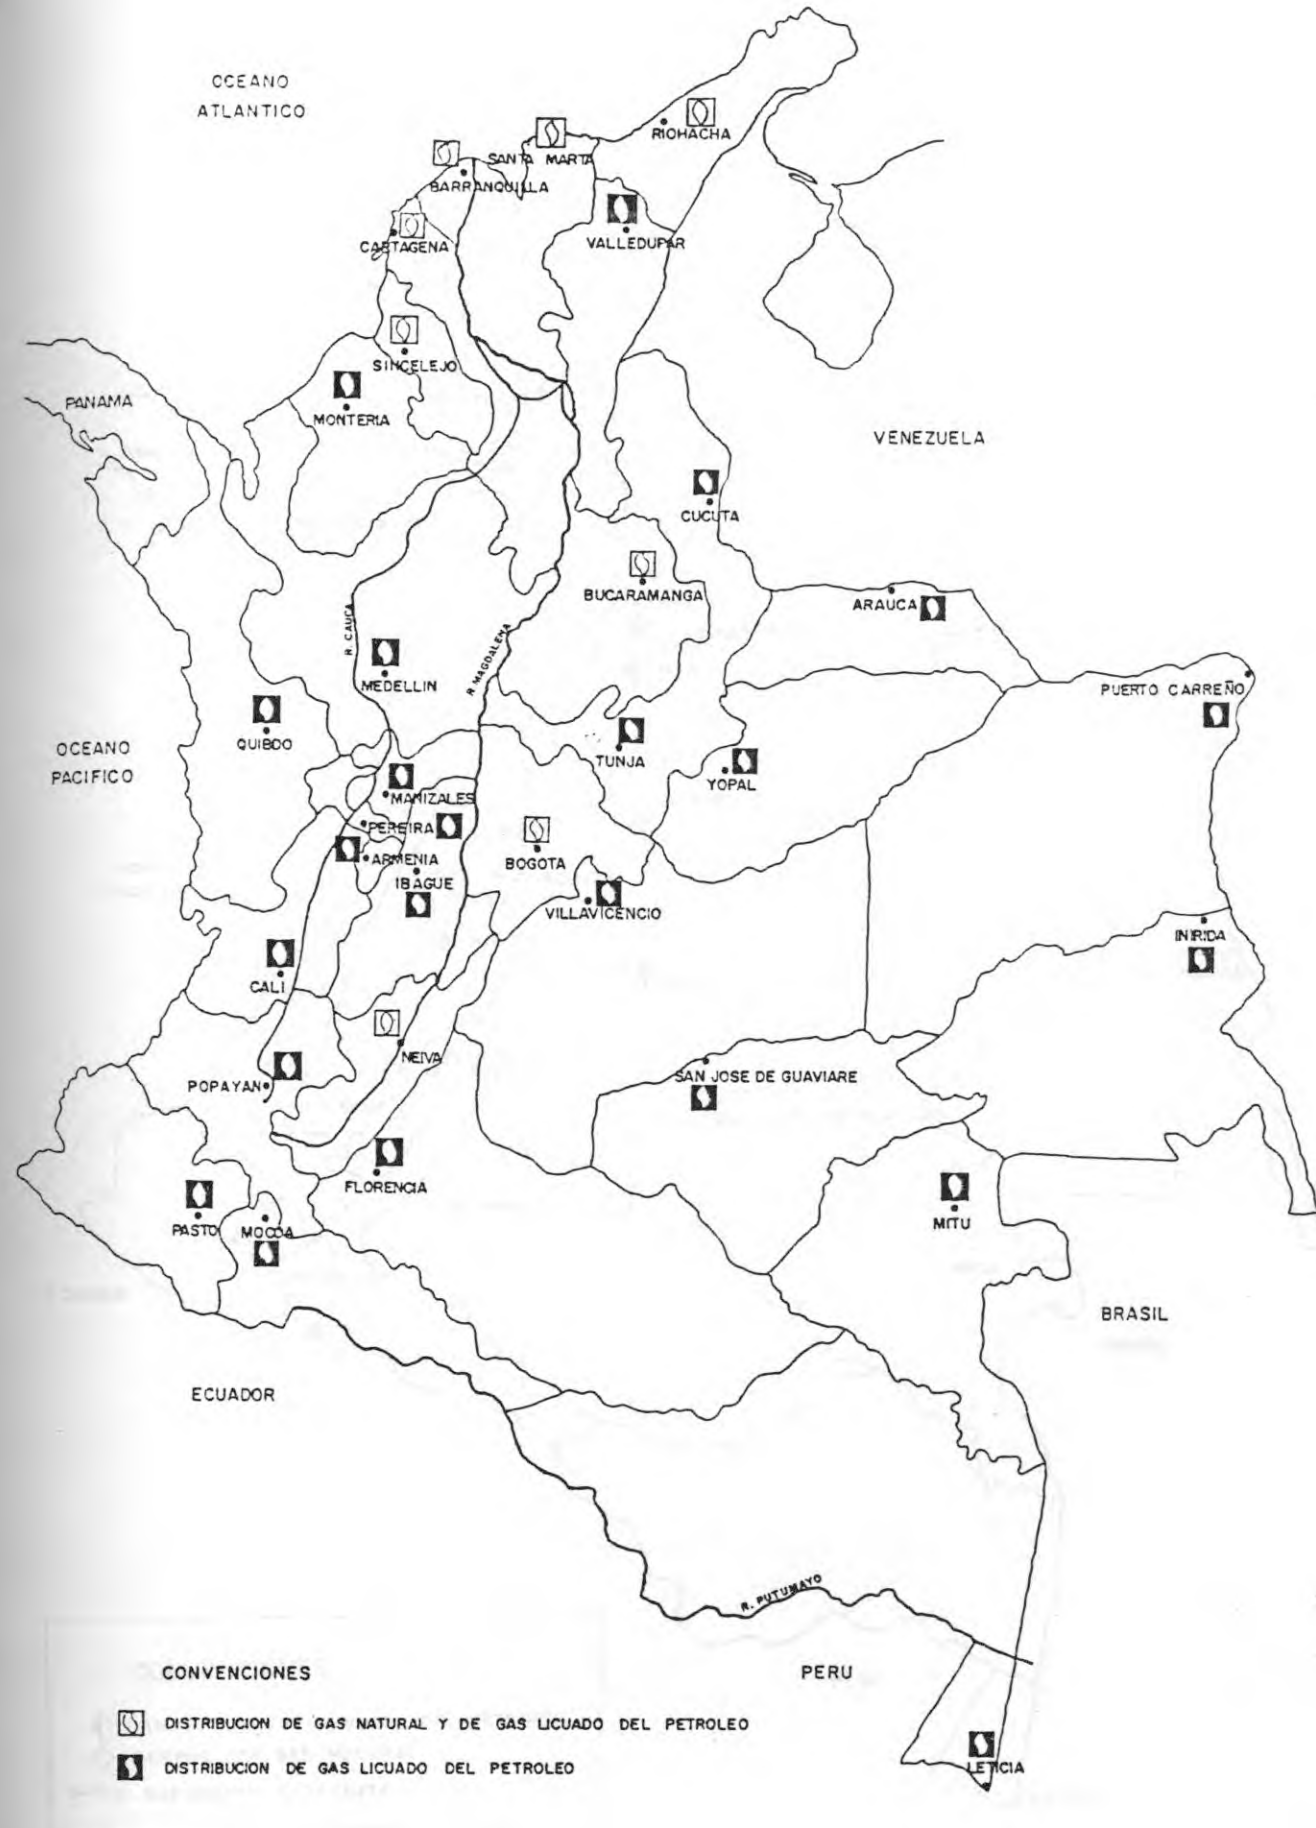 OCEANO
ATLANTICO
RIOHACHA
SANTA MARTA
BARRANQUILLA
VALLEDUPAR
CARTAGENA
SINCELEJO
PANAMA
MONTERIA
VENEZUELA
CUCUTA
BUCARAMANGA
ARAUCA
R. CAUCA
R. MAGDALENA
MEDELLIN
PUERTO CARREÑO
QUIBDO
OCEANO
PACIFICO
TUNJA
YOPAL
MANIZALES
PEREIRA
ARMENIA
BOGOTA
IBAGUE
VILLAVICENCIO
INIRIDA
CALI
NEIVA
SAN JOSE DE GUAVIARE
POPAYAN
FLORENCIA
PASTO
MOCOA
MITU
BRASIL
ECUADOR
R. PUTUMAYO
CONVENCIONES
PERU
DISTRIBUCION DE GAS NATURAL Y DE GAS LICUADO DEL PETROLEO
DISTRIBUCION DE GAS LICUADO DEL PETROLEO
LETICIA